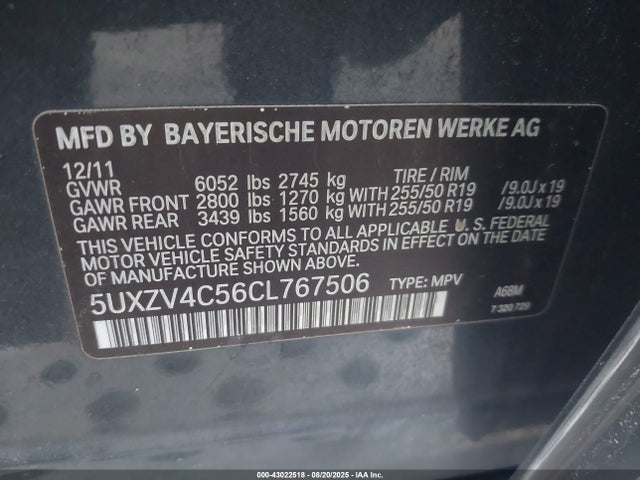 MFD BY BAYERISCHE MOTOREN WERKE AG
12/11 TIRE / RIM
GVWR 6052 lbs 2745 kg
GAWR FRONT 2800 lbs 1270 kg WITH 255/50 R19 /9.0J x 19
GAWR REAR 3439 lbs 1560 kg WITH 255/50 R19 /9.0J x 19
THIS VEHICLE CONFORMS TO ALL APPLICABLE U. S. FEDERAL
MOTOR VEHICLE SAFETY STANDARDS IN EFFECT ON THE DATE
OF MANUFACTURE SHOWN ABOVE.
5UXZV4C56CL767506 TYPE: MPV A68M
7 320 729
000-43022518 - 08/20/2025 - IAA Inc.